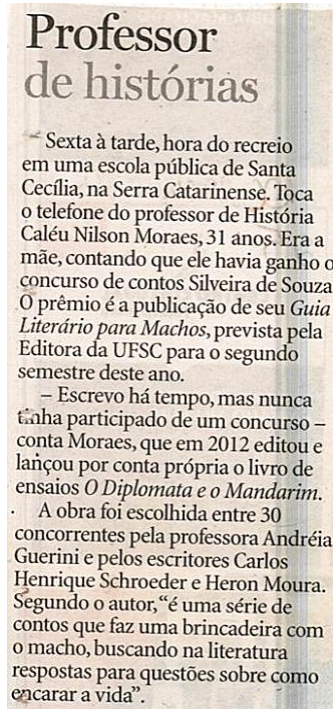 Professor
de histórias
– Sexta à tarde, hora do recreio
em uma escola pública de Santa
Cecília, na Serra Catarinense. Toca
o telefone do professor de História
Caléu Nilson Moraes, 31 anos. Era a
mãe, contando que ele havia ganho o
concurso de contos Silveira de Souza.
O prêmio é a publicação de seu Guia
Literário para Machos, prevista pela
Editora da UFSC para o segundo
semestre deste ano.
– Escrevo há tempo, mas nunca
tinha participado de um concurso –
conta Moraes, que em 2012 editou e
lançou por conta própria o livro de
ensaios O Diplomata e o Mandarim.
A obra foi escolhida entre 30
concorrentes pela professora Andréia
Guerini e pelos escritores Carlos
Henrique Schroeder e Heron Moura.
Segundo o autor, “é uma série de
contos que faz uma brincadeira com
o macho, buscando na literatura
respostas para questões sobre como
encarar a vida”.